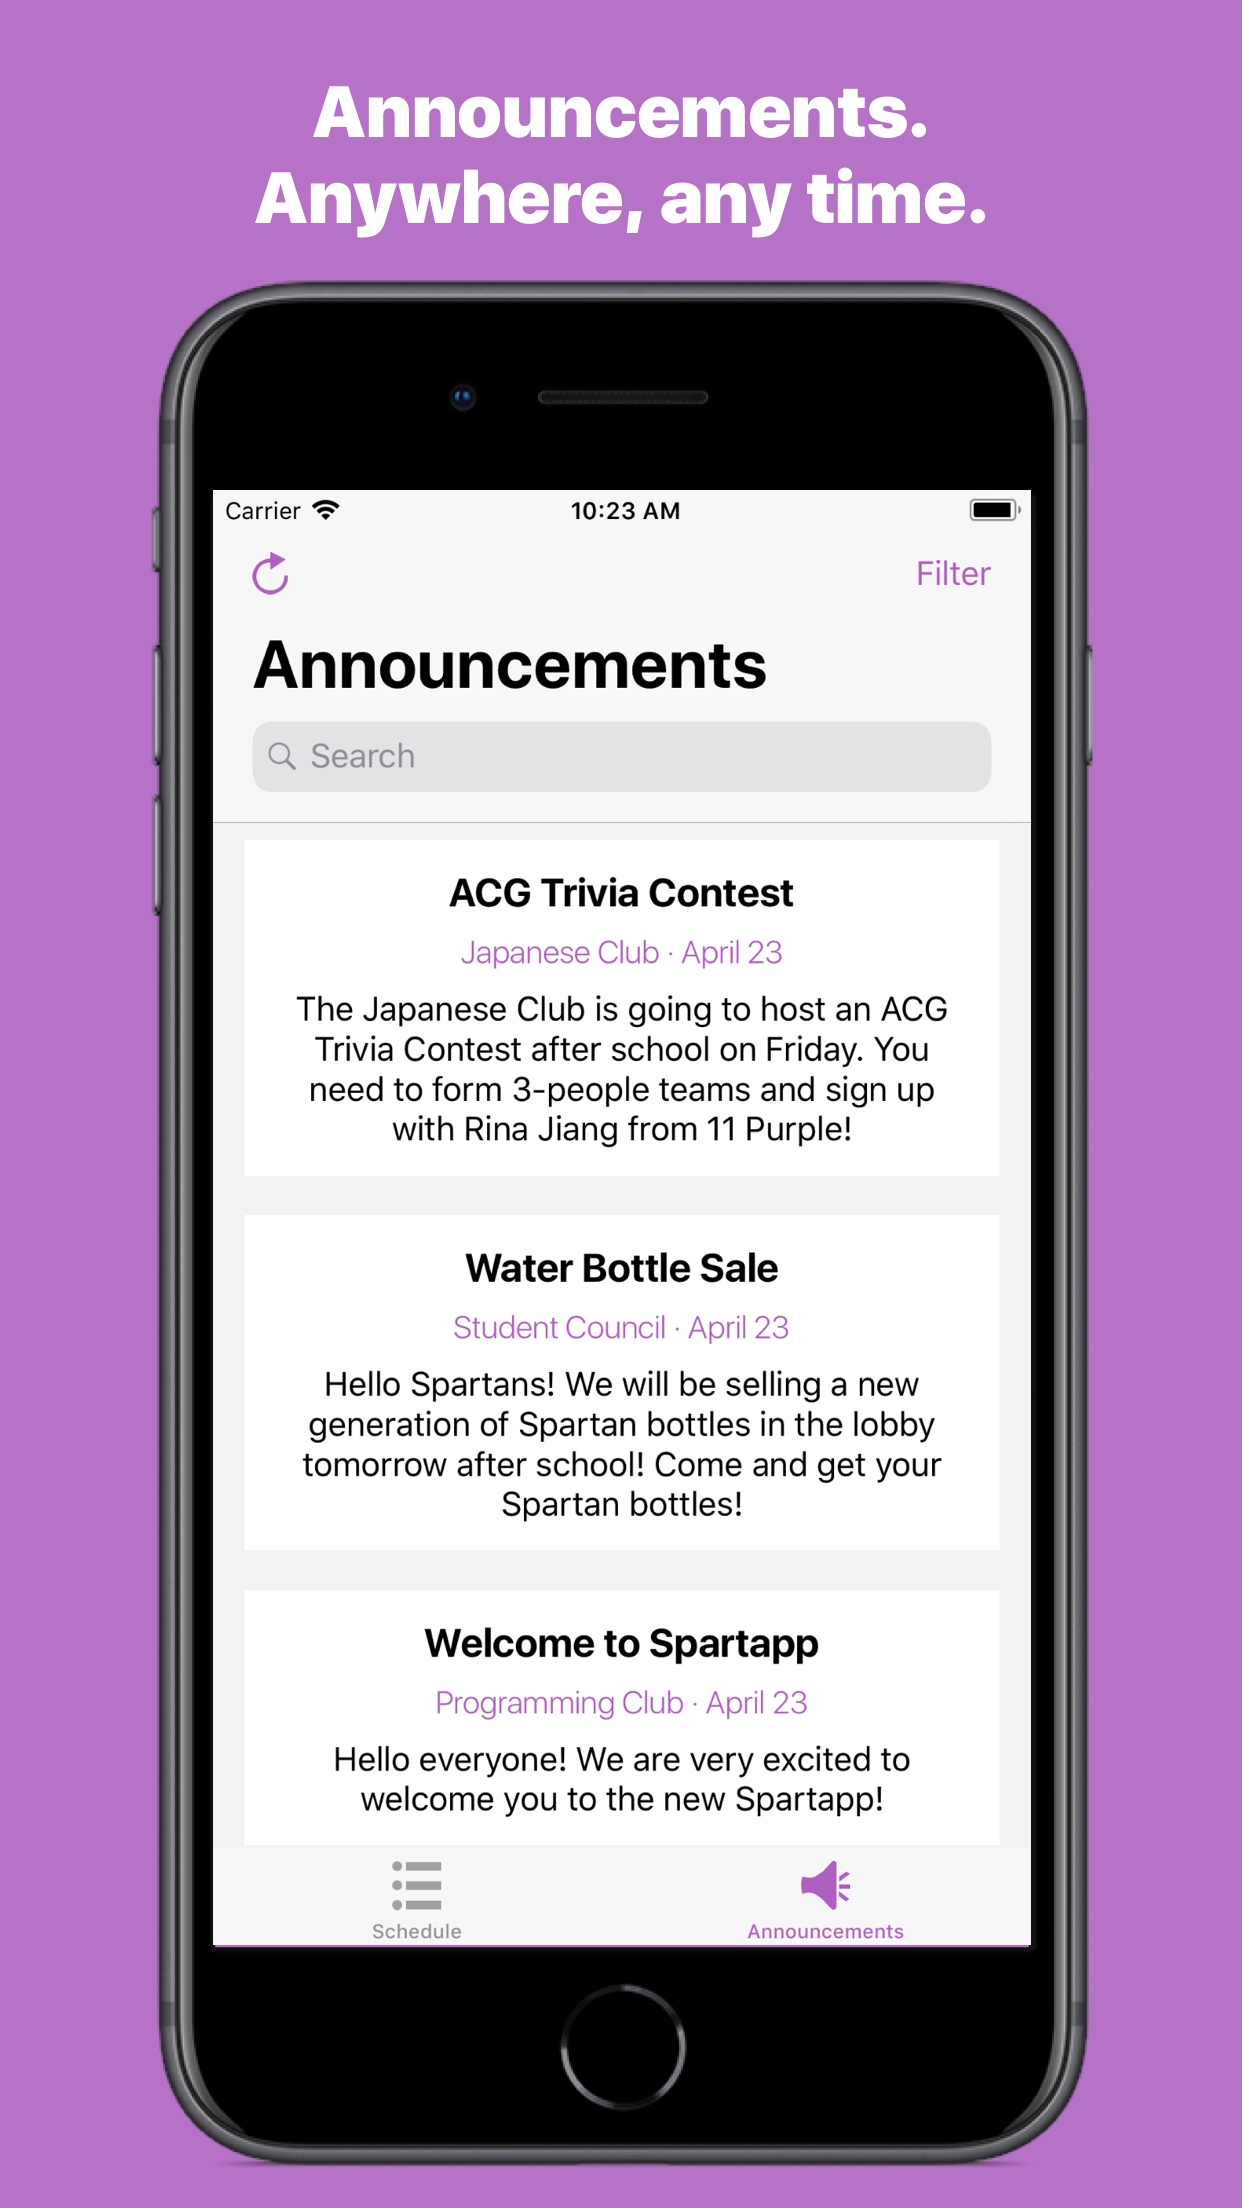 Announcements.
Anywhere, any time.
Carrier
10:23 AM
Filter
Announcements
Search
ACG Trivia Contest
Japanese Club · April 23
The Japanese Club is going to host an ACG
Trivia Contest after school on Friday. You
need to form 3-people teams and sign up
with Rina Jiang from 11 Purple!
Water Bottle Sale
Student Council · April 23
Hello Spartans! We will be selling a new
generation of Spartan bottles in the lobby
tomorrow after school! Come and get your
Spartan bottles!
Welcome to Spartapp
Programming Club · April 23
Hello everyone! We are very excited to
welcome you to the new Spartapp!
Schedule
Announcements